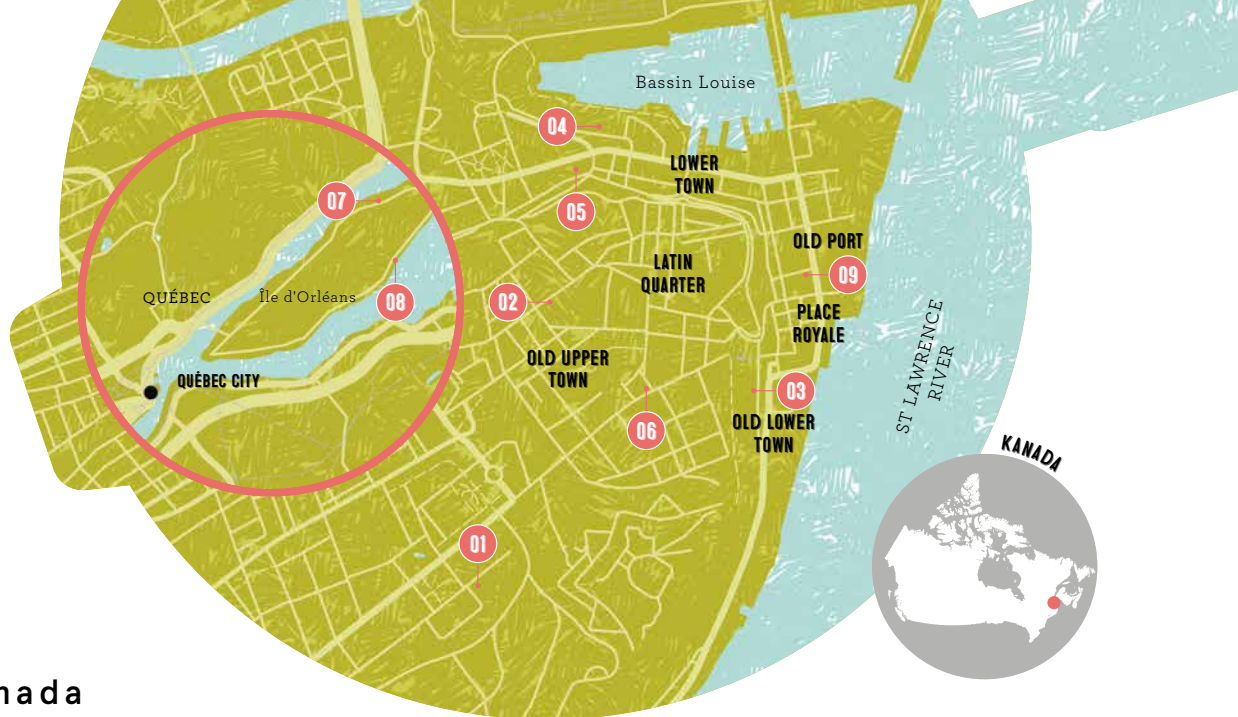 Bassin Louise
04
LOWER
TOWN
07
05
OLD PORT
LATIN
QUARTER
09
QUÉBEC
Île d'Orléans
08
02
PLACE
ROYALE
ST LAWRENCE
RIVER
OLD UPPER
TOWN
QUÉBEC CITY
03
OLD LOWER
TOWN
06
KANADA
01